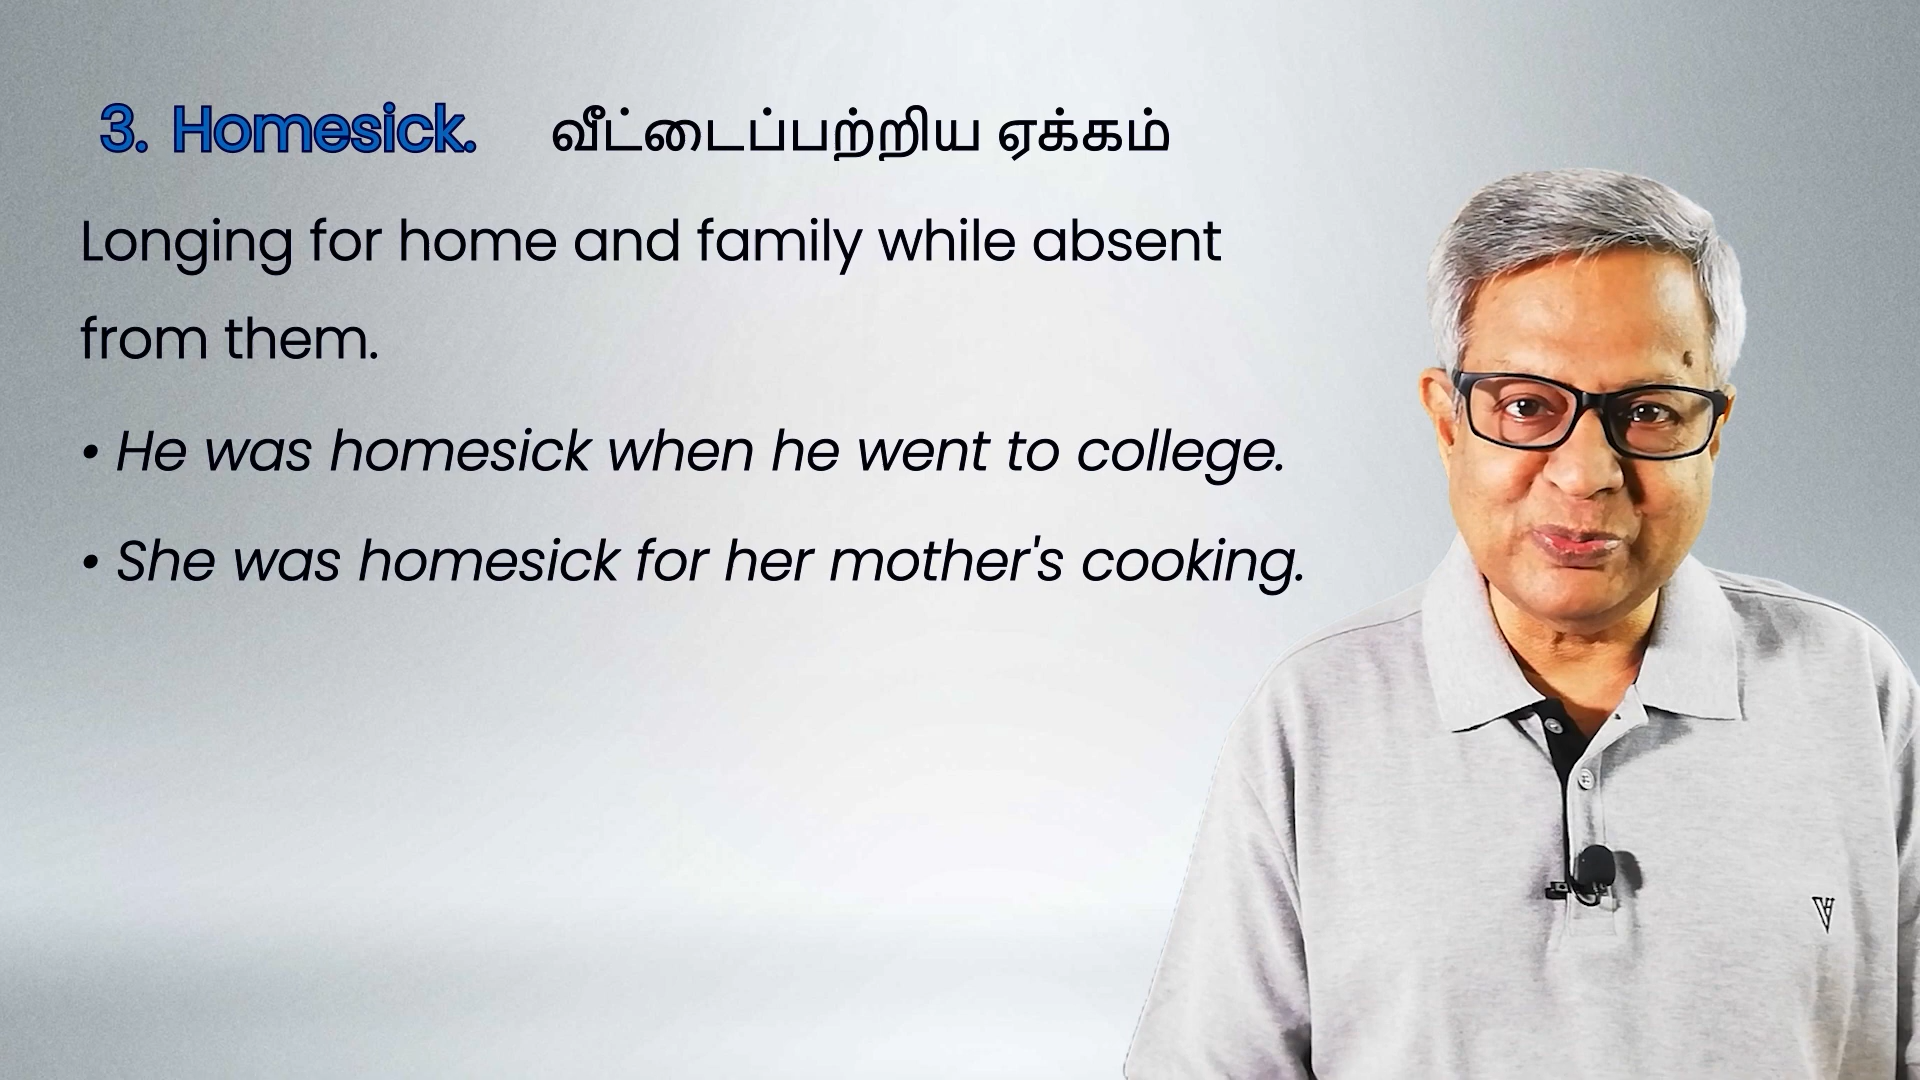 3. Homesick. வீட்டைப்பற்றிய ஏக்கம்
Longing for home and family while absent
from them.
• He was homesick when he went to college.
• She was homesick for her mother's cooking.